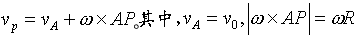 v_p = v_A + ω × AP。其中, v_A = v_0, |ω × AP| = ωR